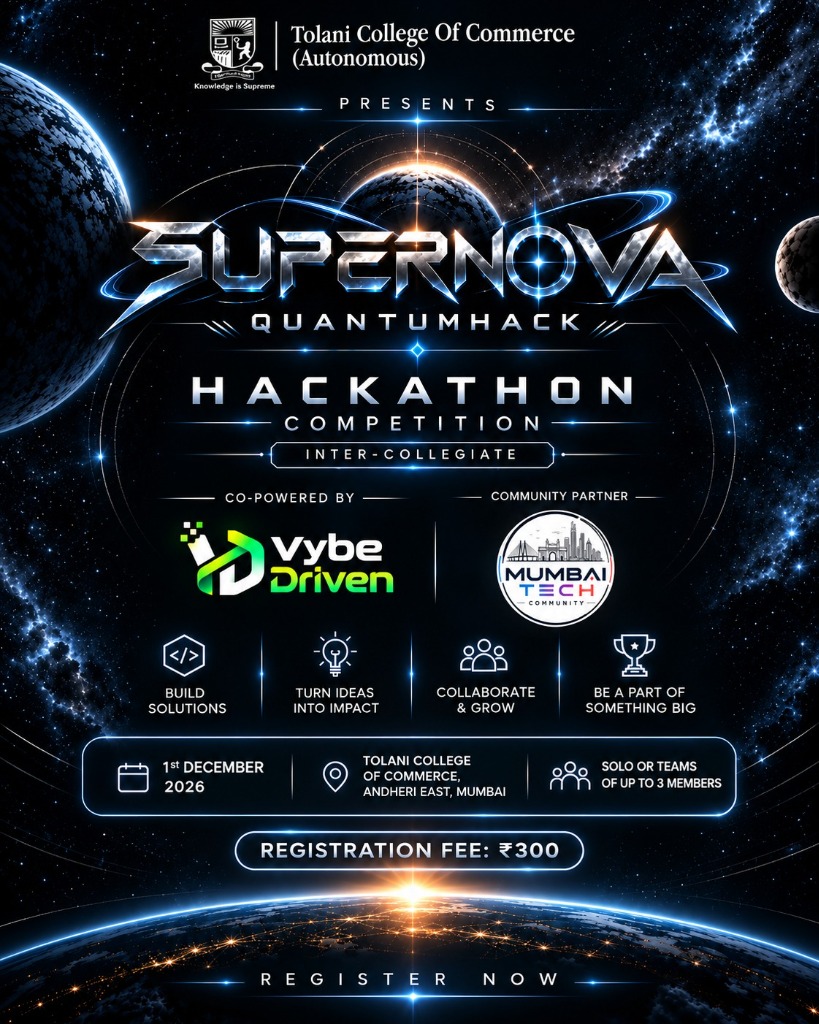 Tolani College Of Commerce
(Autonomous)
Knowledge is Supreme
PRESENTS
SUPERNOVA
QUANTUMHACK
HACKATHON
COMPETITION
INTER-COLLEGIATE
CO-POWERED BY
Vybe
Driven
COMMUNITY PARTNER
MUMBAI
TECH
COMMUNITY
</>
BUILD
SOLUTIONS
TURN IDEAS
INTO IMPACT
COLLABORATE
& GROW
BE A PART OF
SOMETHING BIG
1st DECEMBER
2026
TOLANI COLLEGE
OF COMMERCE,
ANDHERI EAST, MUMBAI
SOLO OR TEAMS
OF UP TO 3 MEMBERS
REGISTRATION FEE: ₹300
REGISTER NOW